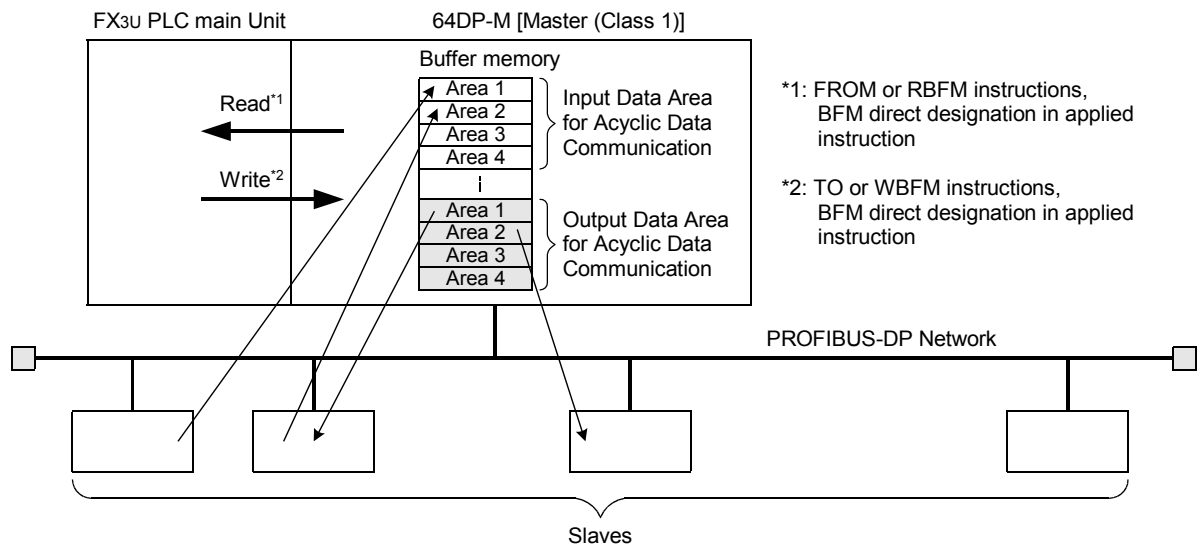 FX3U PLC main Unit
64DP-M [Master (Class 1)]
Buffer memory
Read*1
Write*2
Area 1
Area 2
Area 3
Area 4
Input Data Area
for Acyclic Data
Communication
Area 1
Area 2
Area 3
Area 4
Output Data Area
for Acyclic Data
Communication
*1: FROM or RBFM instructions,
BFM direct designation in applied
instruction
*2: TO or WBFM instructions,
BFM direct designation in applied
instruction
PROFIBUS-DP Network
Slaves